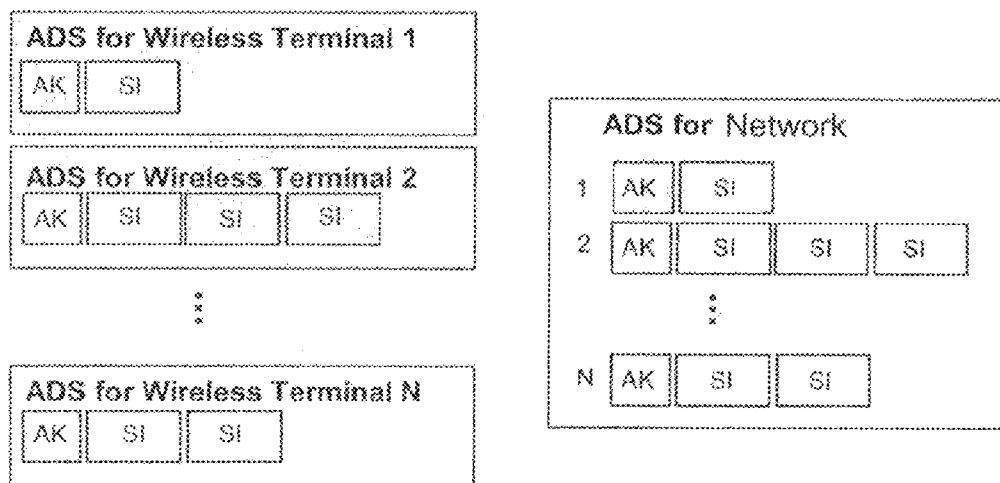 ADS for Wireless Terminal 1
AK SI
ADS for Wireless Terminal 2
AK SI SI SI
ADS for Wireless Terminal N
AK SI SI
ADS for Network
1 AK SI
2 AK SI SI SI
N AK SI SI